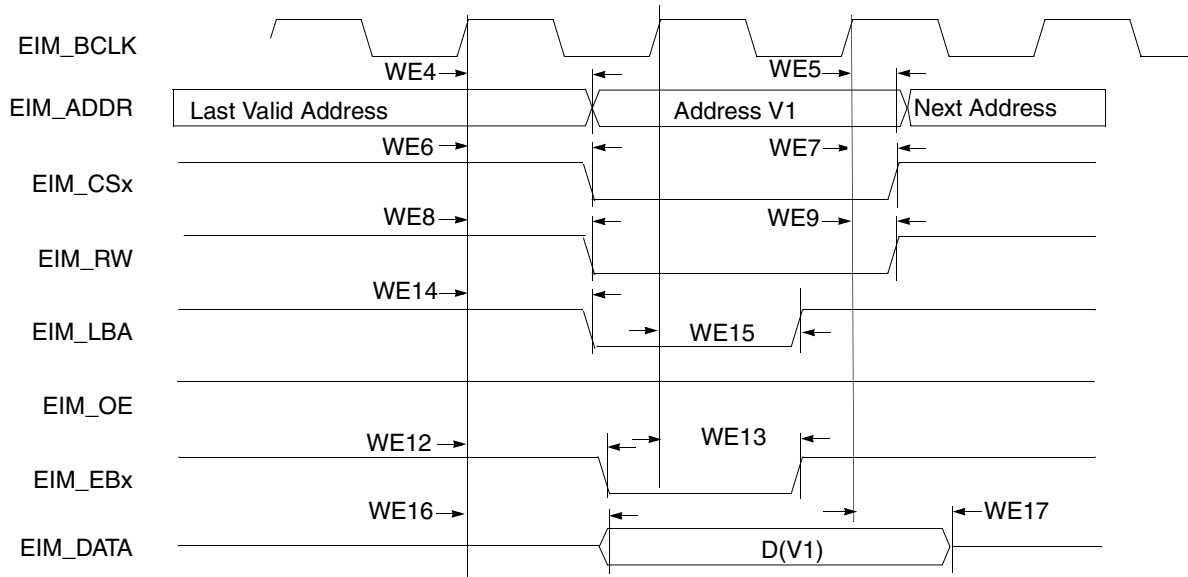 EIM_BCLK
WE4
WE5
EIM_ADDR
Last Valid Address
Address V1
Next Address
WE6
WE7
EIM_CSx
WE8
WE9
EIM_RW
WE14
EIM_LBA
WE15
EIM_OE
WE12
WE13
EIM_EBx
WE16
WE17
EIM_DATA
D(V1)